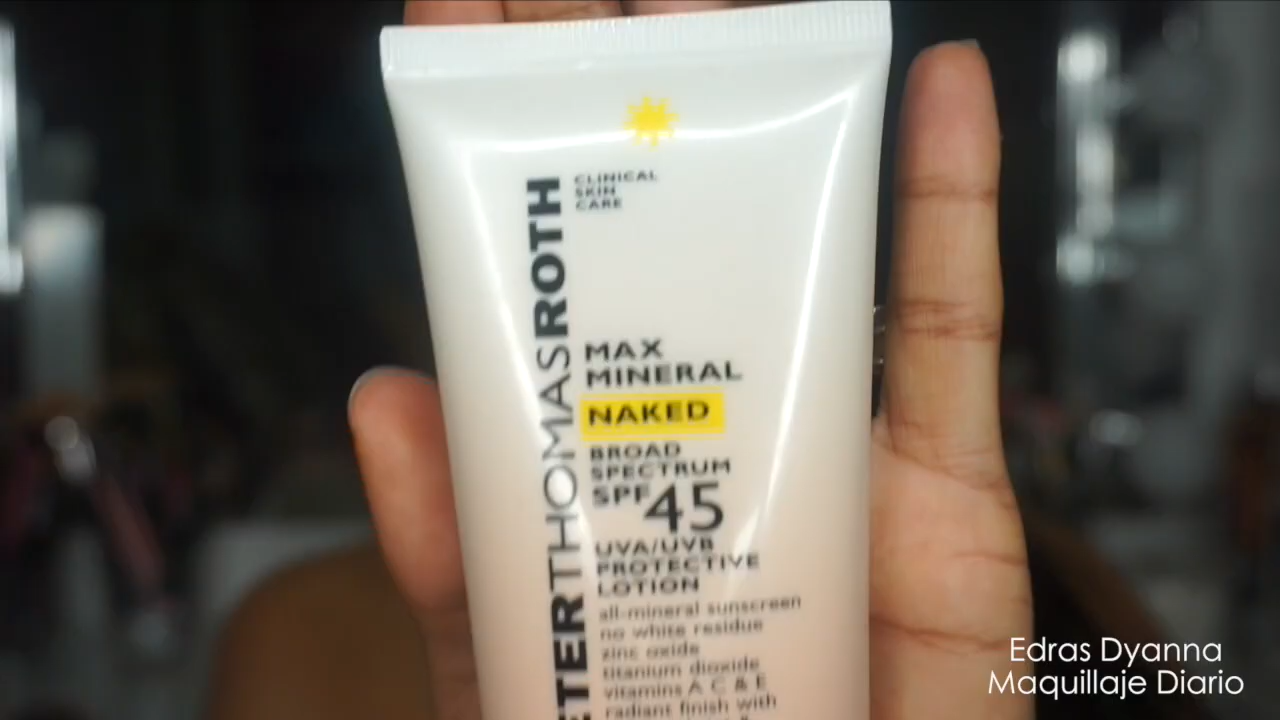 CLINICAL
SKIN
CARE
THOMASROTH
MAX
MINERAL
NAKED
BROAD
SPECTRUM
SPF 45
UVA/UVB
PROTECTIVE
LOTION
all-mineral sunscreen
no white residue
zinc oxide
titanium dioxide
vitamins A C & E
radiant finish with
Edras Dyanna
Maquillaje Diario